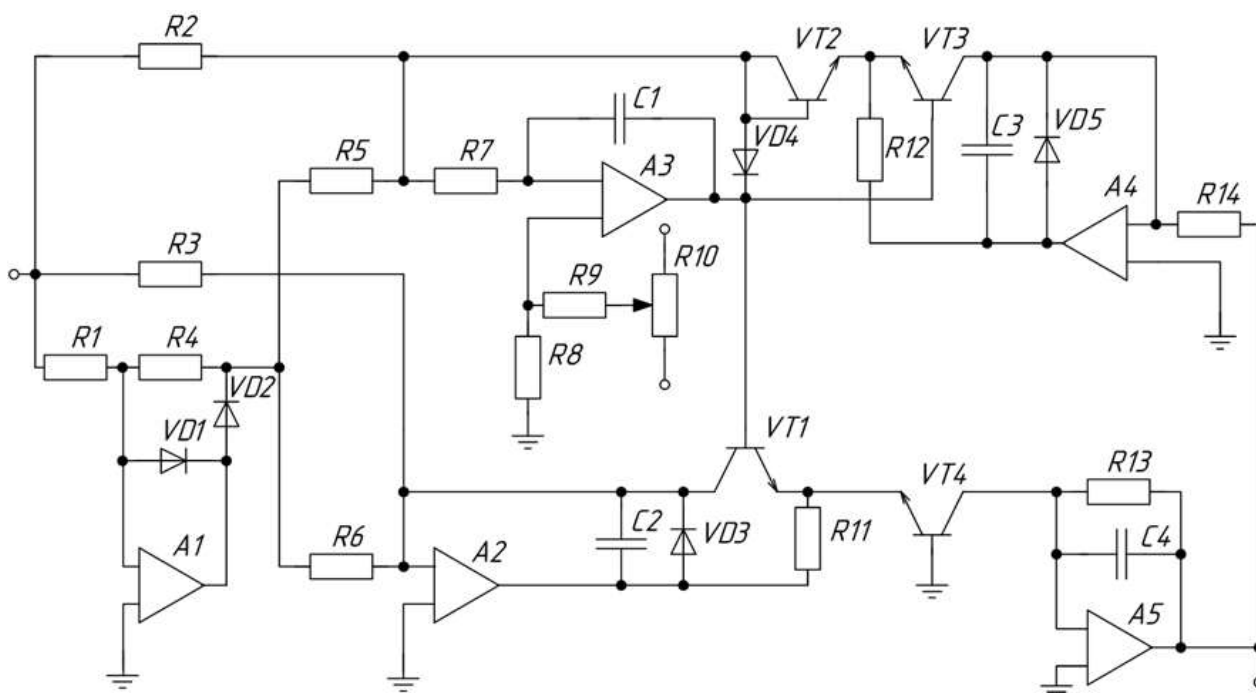 R2
VT2
VT3
C1
R5
R7
VD4
R12
C3
VD5
A3
A4
R14
R3
R9
R10
R1
R4
VD2
R8
VD1
VT1
VT4
R13
A1
R6
A2
C2
VD3
R11
C4
A5